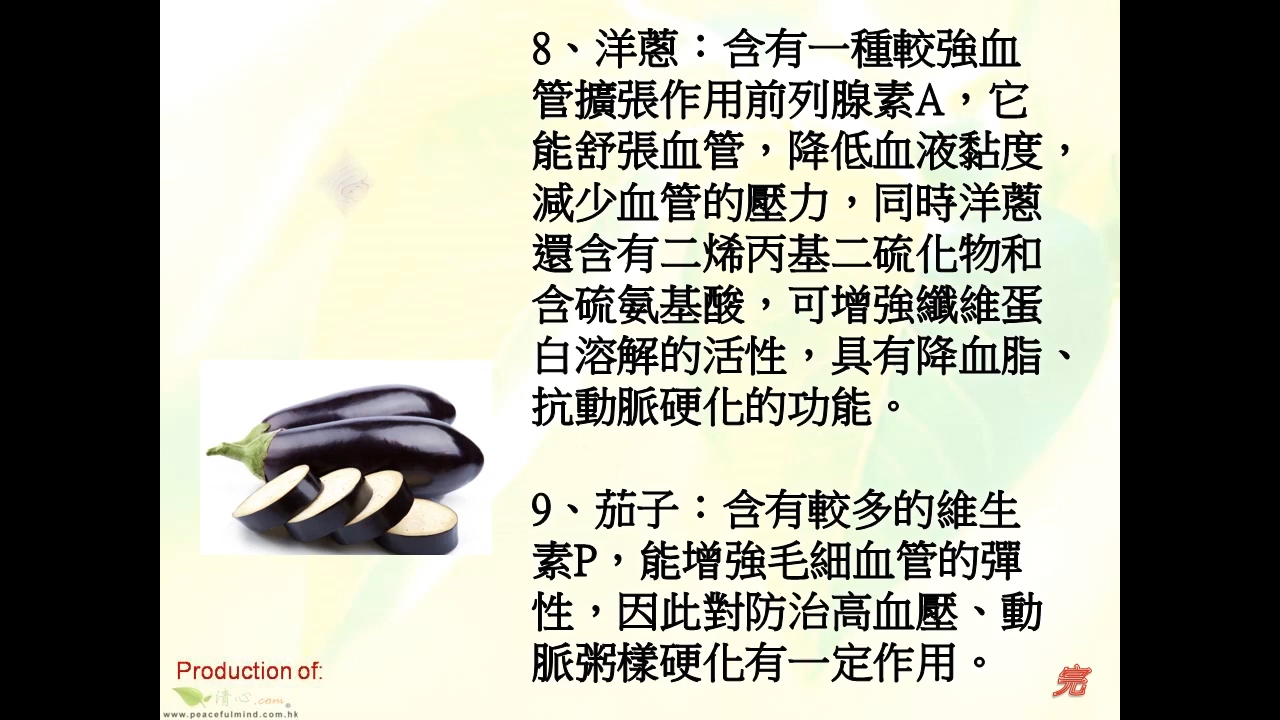 8、洋蔥：含有一種較強血
管擴張作用前列腺素A，它
能舒張血管，降低血液黏度，
減少血管的壓力，同時洋蔥
還含有二烯丙基二硫化物和
含硫氨基酸，可增強纖維蛋
白溶解的活性，具有降血脂、
抗動脈硬化的功能。
9、茄子：含有較多的維生
素P，能增強毛細血管的彈
性，因此對防治高血壓、動
脈粥樣硬化有一定作用。
Production of:
清心.com
www.peacefulmind.com.hk
完